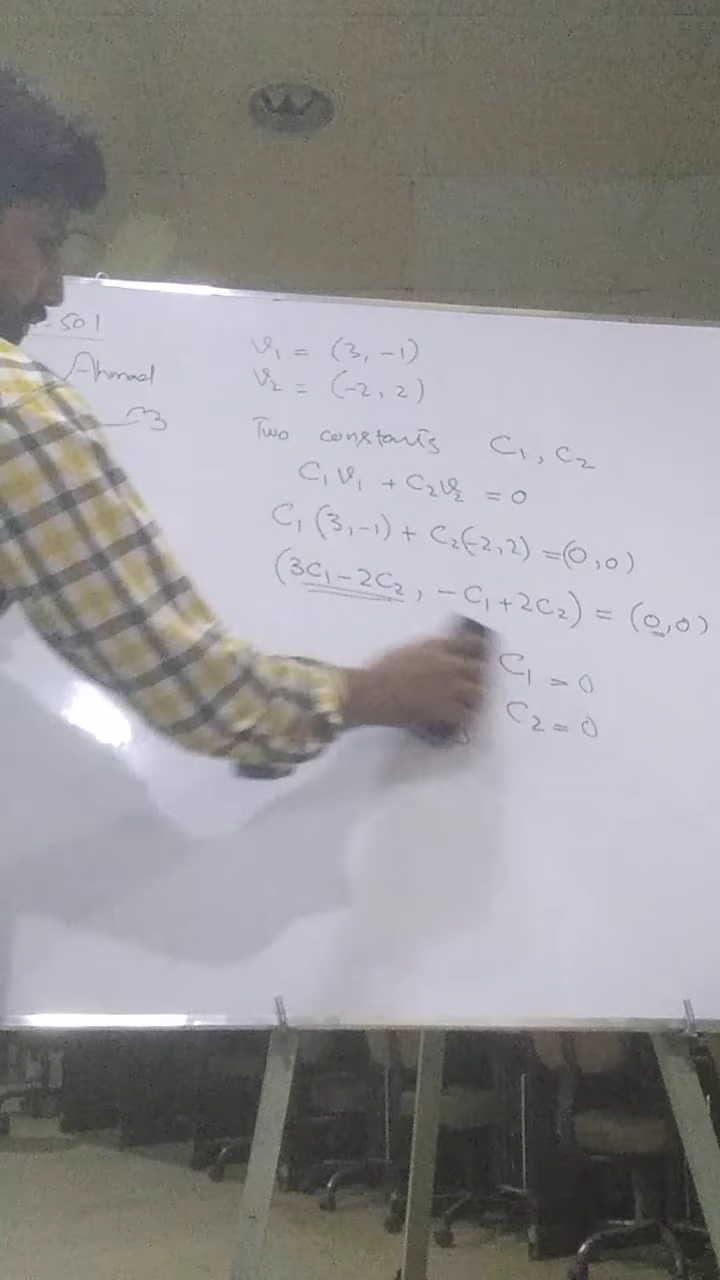 W
501
Ahmad
v₁ = (3, -1)
v₂ = (-2, 2)
Two constants C₁, C₂
C₁v₁ + C₂v₂ = 0
C₁(3, -1) + C₂(-2, 2) = (0, 0)
(3C₁ - 2C₂, -C₁ + 2C₂) = (0, 0)
C₁ = 0
C₂ = 0